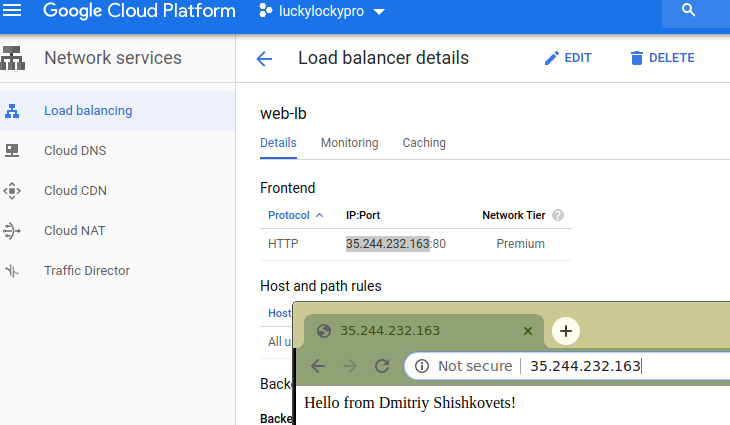 Google Cloud Platform luckylockypro
Network services
Load balancer details EDIT DELETE
Load balancing
Cloud DNS
Cloud CDN
Cloud NAT
Traffic Director
web-lb
Details Monitoring Caching
Frontend
Protocol IP:Port Network Tier ?
HTTP 35.244.232.163:80 Premium
Host and path rules
Host
All u
Backe
Backe
35.244.232.163
Not secure 35.244.232.163
Hello from Dmitriy Shishkovets!